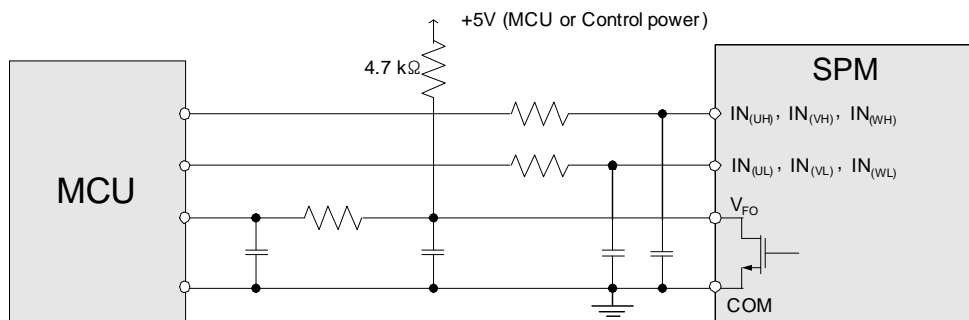 +5V (MCU or Control power)
4.7 kΩ
SPM
MCU
IN(UH), IN(VH), IN(WH)
IN(UL), IN(VL), IN(WL)
VFO
COM